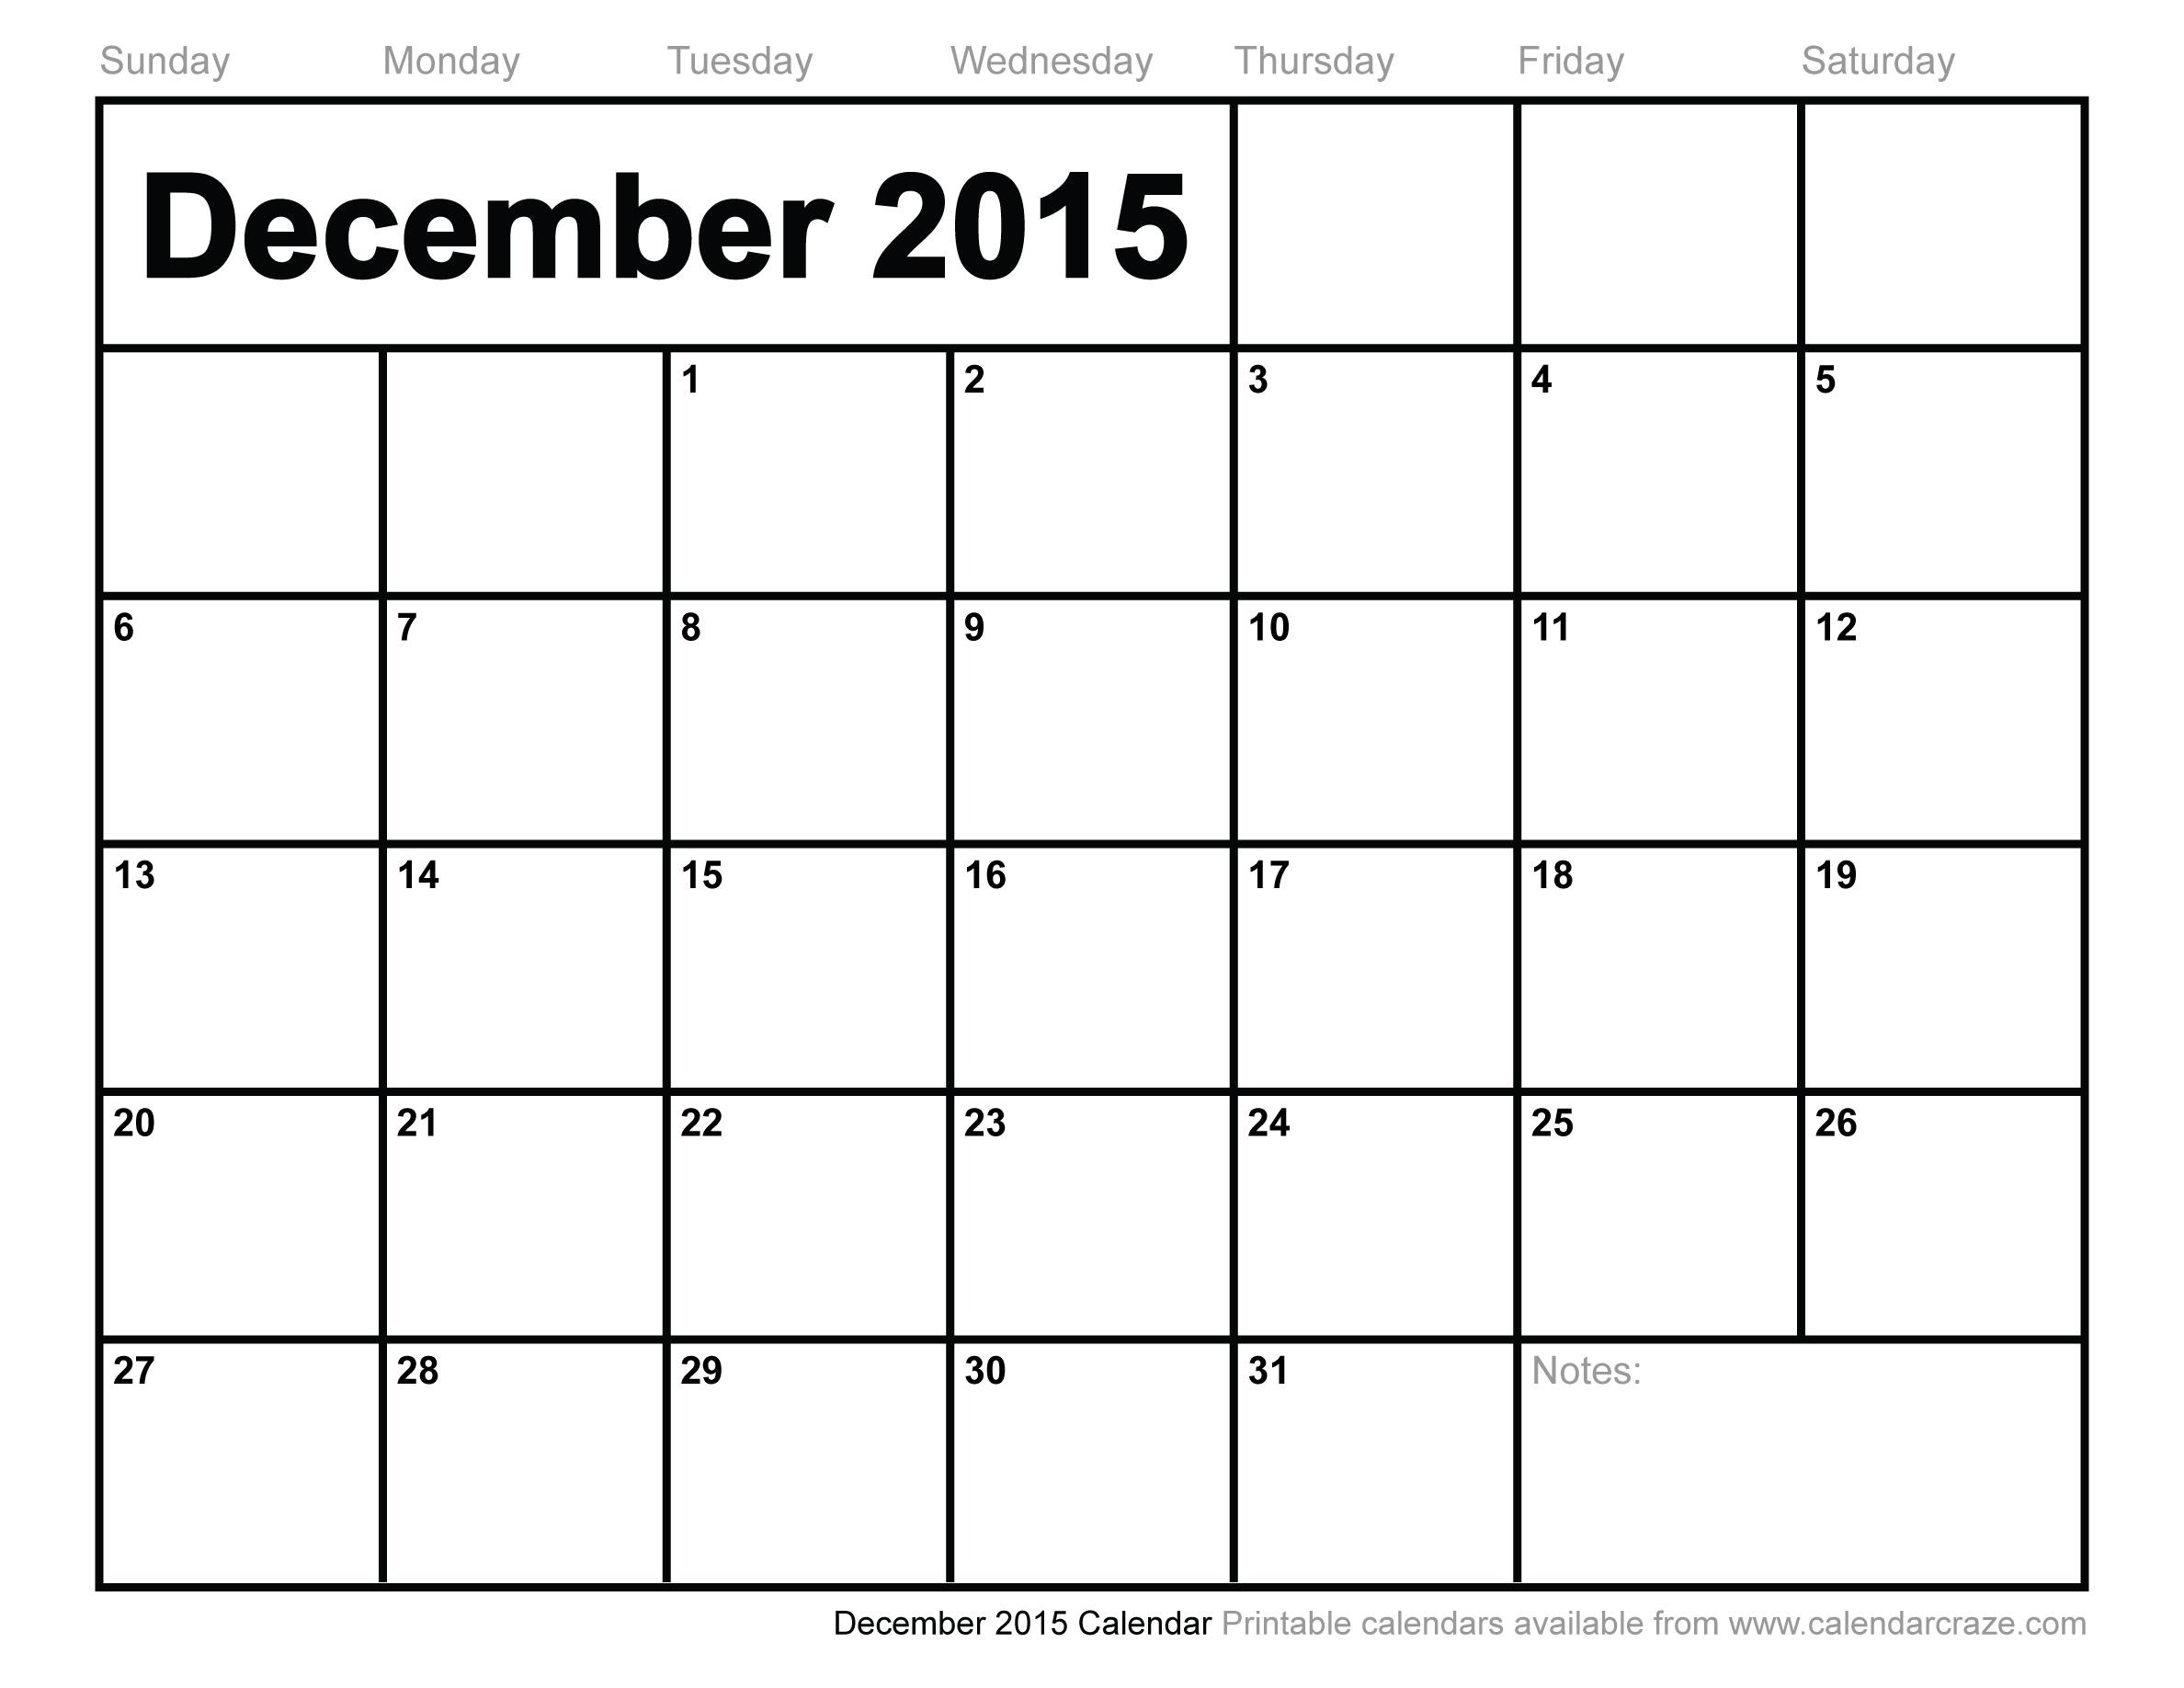 Sunday Monday Tuesday Wednesday Thursday Friday Saturday
December 2015
1 2 3 4 5
6 7 8 9 10 11 12
13 14 15 16 17 18 19
20 21 22 23 24 25 26
27 28 29 30 31 Notes:
December 2015 Calendar Printable calendars available from www.calendarcraze.com